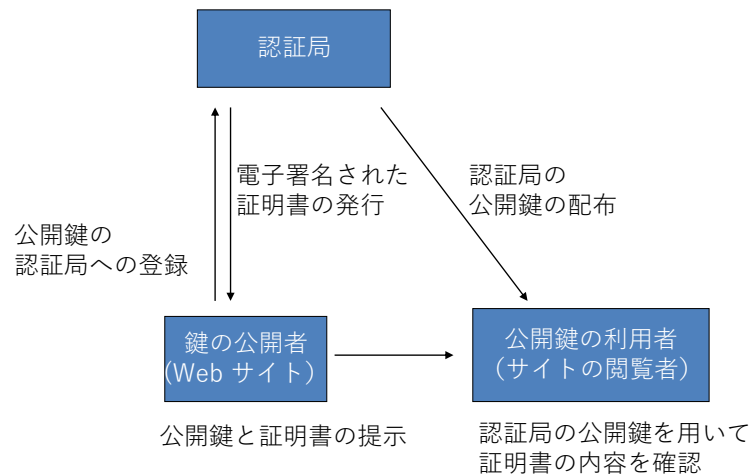 認証局
電子署名された
証明書の発行
認証局の
公開鍵の配布
公開鍵の
認証局への登録
鍵の公開者
(Web サイト)
公開鍵の利用者
(サイトの閲覧者)
公開鍵と証明書の提示
認証局の公開鍵を用いて
証明書の内容を確認